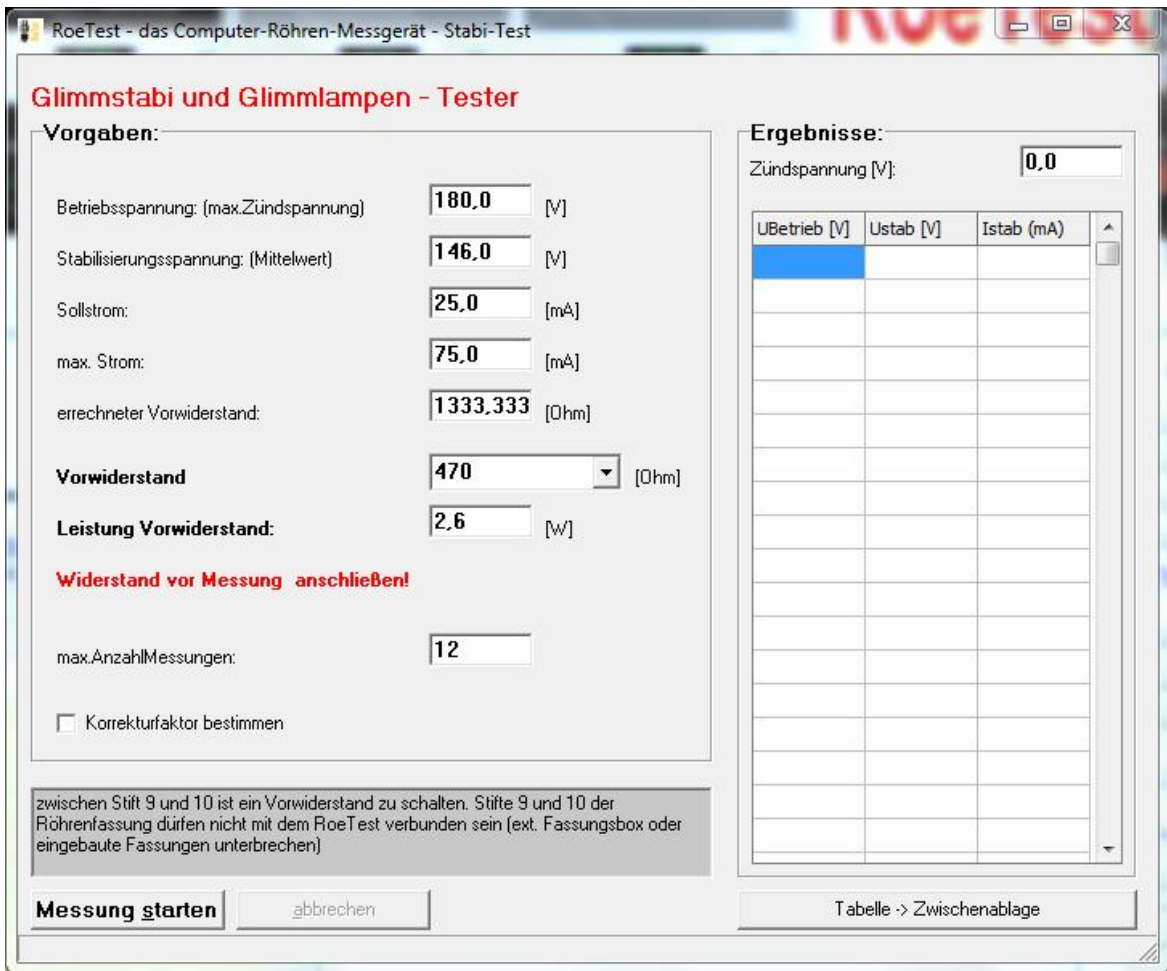 RoeTest
RoeTest - das Computer-Röhren-Messgerät - Stabi-Test
Glimmstabi und Glimmlampen - Tester
Vorgaben:
Betriebsspannung: (max.Zündspannung) 180,0 [V]
Stabilisierungsspannung: (Mittelwert) 146,0 [V]
Sollstrom: 25,0 [mA]
max. Strom: 75,0 [mA]
errechneter Vorwiderstand: 1333,333 [Ohm]
Vorwiderstand 470 [Ohm]
Leistung Vorwiderstand: 2,6 [W]
Widerstand vor Messung anschließen!
max.AnzahlMessungen: 12
Korrekturfaktor bestimmen
zwischen Stift 9 und 10 ist ein Vorwiderstand zu schalten. Stifte 9 und 10 der
Röhrenfassung dürfen nicht mit dem RoeTest verbunden sein (ext. Fassungsbox oder
eingebaute Fassungen unterbrechen)
Messung starten abbrechen
Ergebnisse:
Zündspannung [V]: 0,0
UBetrieb [V] Ustab [V] Istab (mA)
Tabelle -> Zwischenablage